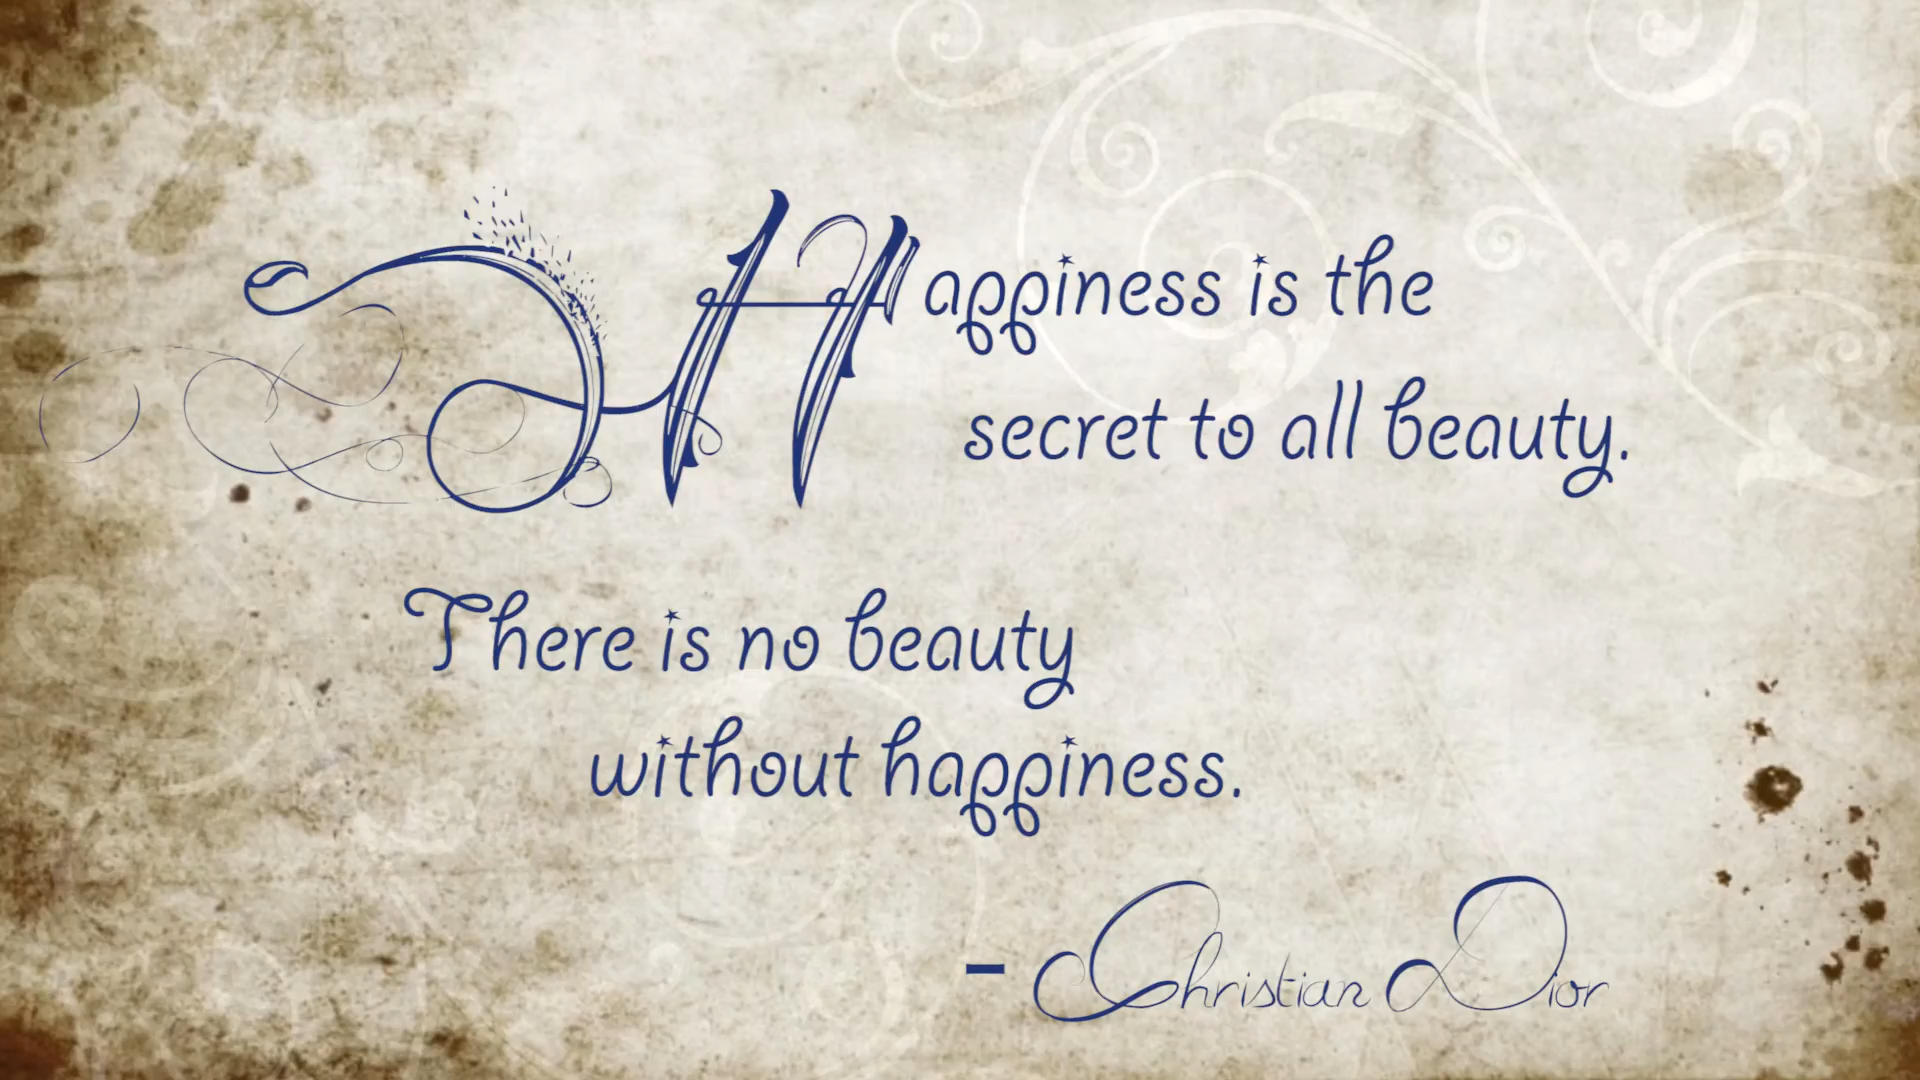 Happiness is the
secret to all beauty.
There is no beauty
without happiness.
- Christian Dior